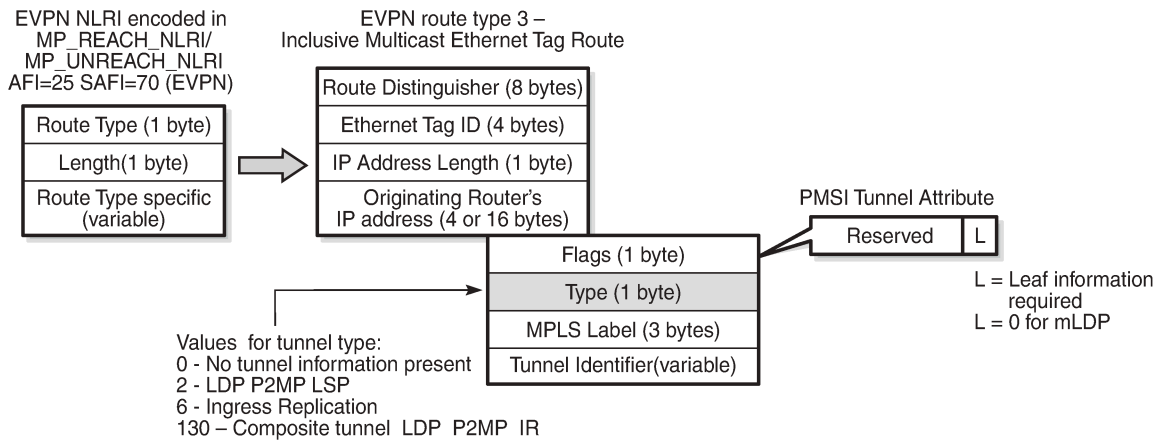 EVPN NLRI encoded in
MP_REACH_NLRI/
MP_UNREACH_NLRI
AFI=25 SAFI=70 (EVPN)
Route Type (1 byte)
Length(1 byte)
Route Type specific
(variable)
EVPN route type 3 –
Inclusive Multicast Ethernet Tag Route
Route Distinguisher (8 bytes)
Ethernet Tag ID (4 bytes)
IP Address Length (1 byte)
Originating Router's
IP address (4 or 16 bytes)
Flags (1 byte)
Type (1 byte)
MPLS Label (3 bytes)
Tunnel Identifier(variable)
PMSI Tunnel Attribute
Reserved
L
L = Leaf information
required
L = 0 for mLDP
Values for tunnel type:
0 - No tunnel information present
2 - LDP P2MP LSP
6 - Ingress Replication
130 – Composite tunnel LDP P2MP IR